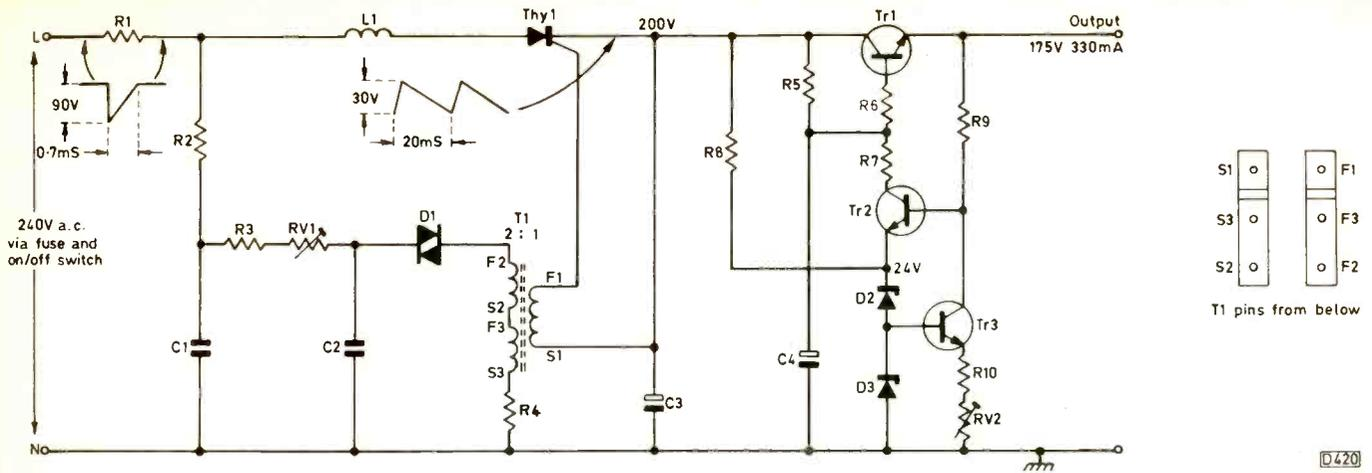 L
R1
L1
Thy1
200V
Tr1
Output
175V 330mA
90V
0·7mS
30V
20mS
R2
R5
R6
R9
R8
R7
240V a.c.
via fuse and
on/off switch
R3
RV1
D1
T1
2 : 1
F2
F1
S2
F3
S3
S1
Tr2
24V
D2
Tr3
C1
C2
R4
C3
C4
D3
R10
RV2
N
S1
F1
S3
F3
S2
F2
T1 pins from below
D420